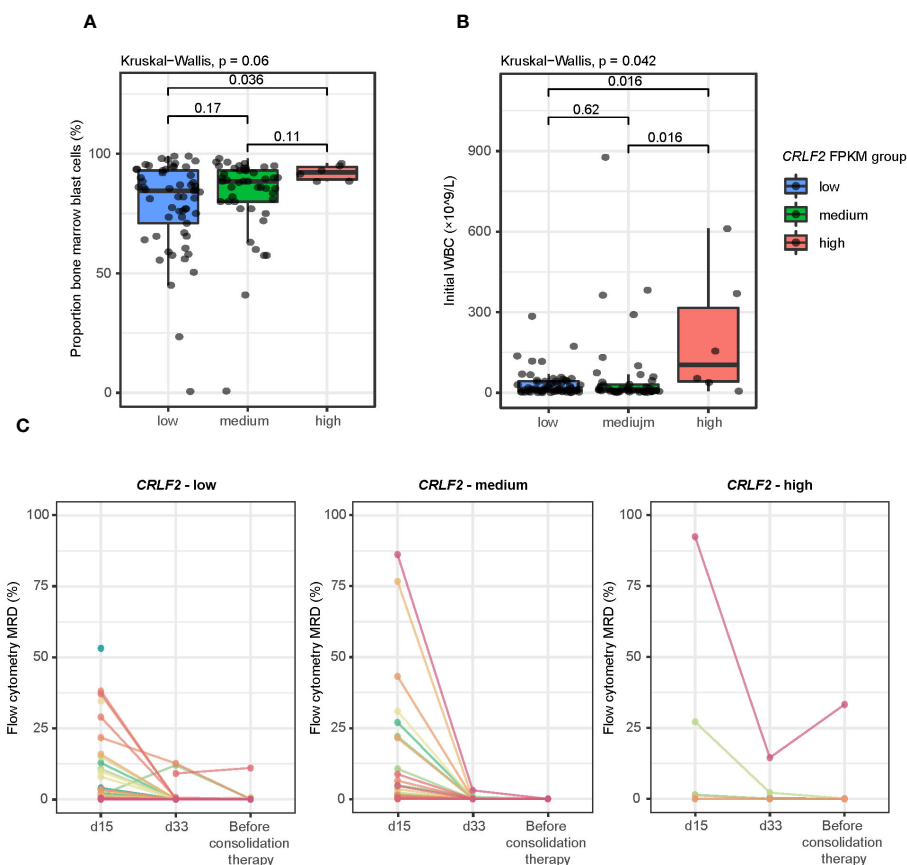 A
B
Kruskal−Wallis, p = 0.06
Kruskal−Wallis, p = 0.042
0.036
0.17
0.11
0.016
0.62
0.016
Proportion bone marrow blast cells (%)
100
50
0
low
medium
high
Initial WBC (×10^9/L)
900
600
300
0
low
mediujm
high
CRLF2 FPKM group
low
medium
high
C
CRLF2 - low
CRLF2 - medium
CRLF2 - high
Flow cytometry MRD (%)
100
75
50
25
0
d15
d33
Before
consolidation
therapy
Flow cytometry MRD (%)
100
75
50
25
0
d15
d33
Before
consolidation
therapy
Flow cytometry MRD (%)
100
75
50
25
0
d15
d33
Before
consolidation
therapy